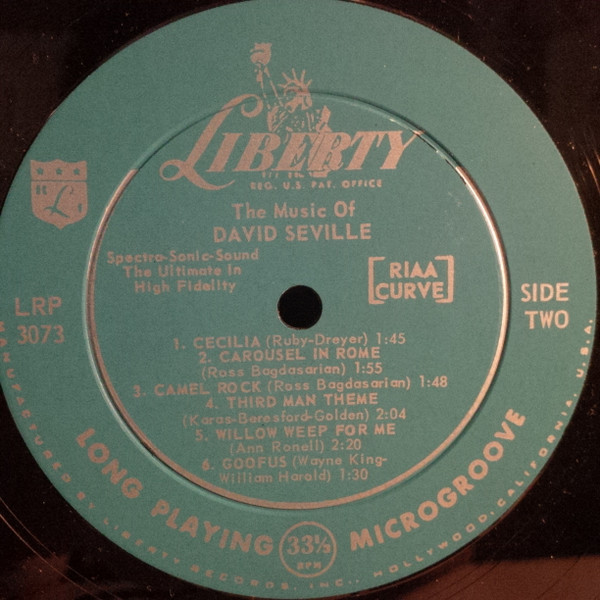 LIBERTY
REG. U.S. PAT. OFFICE
The Music Of
DAVID SEVILLE
Spectro-Sonic-Sound
The Ultimate In
High Fidelity
RIAA
CURVE
LRP
3073
SIDE
TWO
1. CECILIA (Ruby-Dreyer) 1:45
2. CAROUSEL IN ROME
(Ross Bagdasarian) 1:55
3. CAMEL ROCK (Ross Bagdasarian) 1:48
4. THIRD MAN THEME
(Karas-Beresford-Golden) 2:04
5. WILLOW WEEP FOR ME
(Ann Ronell) 2:20
6. GOOFUS (Wayne King-
William Harold) 1:30
LONG PLAYING 33⅓ RPM MICROGROOVE
MANUFACTURED BY LIBERTY RECORDS, INC., HOLLYWOOD, CALIFORNIA, U.S.A.